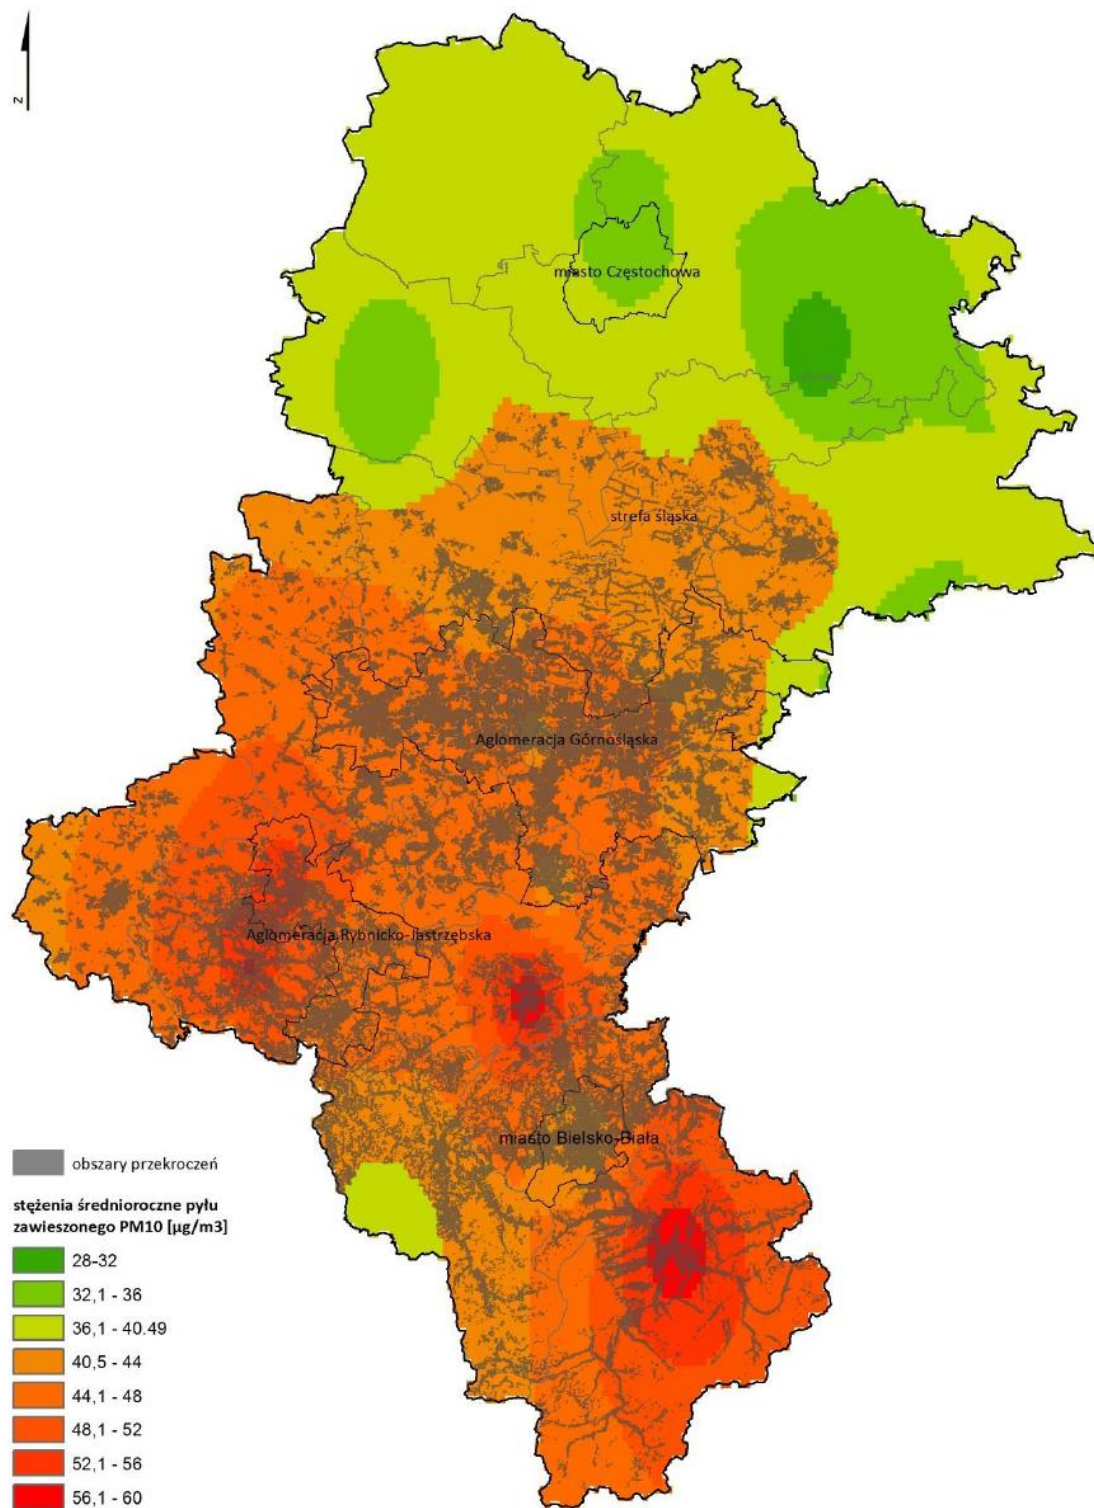 z
miasto Częstochowa
strefa śląska
Aglomeracja Górnośląska
Aglomeracja Rybnicko-Jastrzębska
miasto Bielsko-Biała
obszary przekroczeń
stężenia średnioroczne pyłu
zawieszonego PM10 [µg/m3]
28-32
32,1 - 36
36,1 - 40.49
40,5 - 44
44,1 - 48
48,1 - 52
52,1 - 56
56,1 - 60